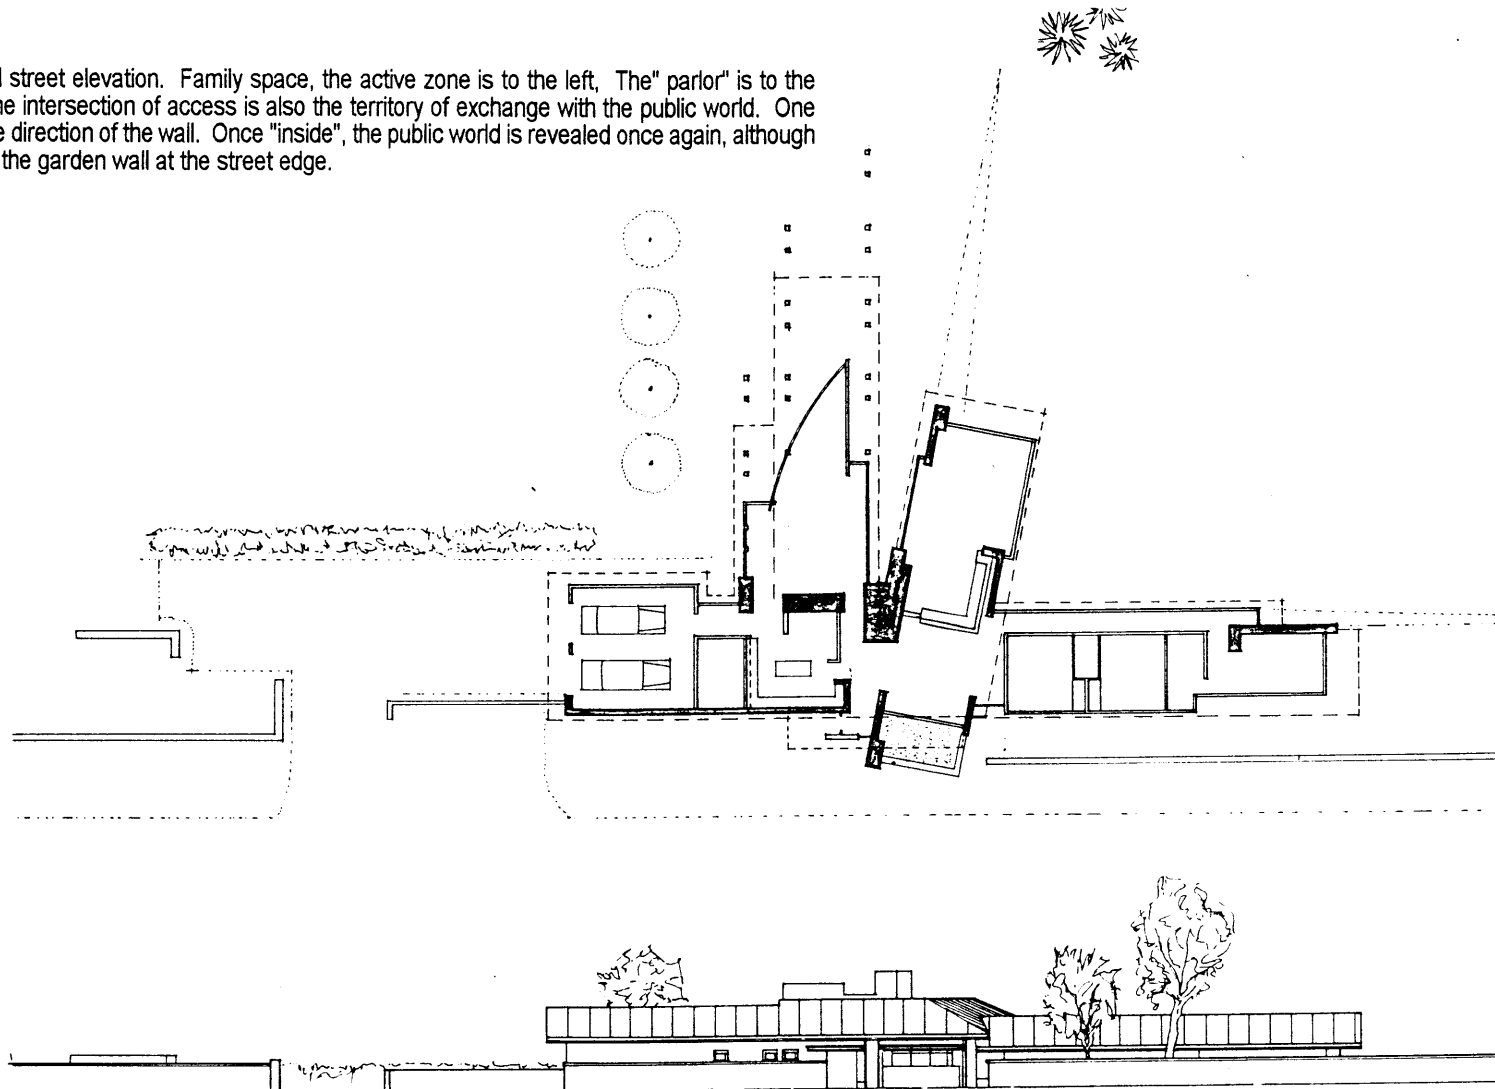 street elevation.  Family space, the active zone is to the left,  The" parlor" is to the
intersection of access is also the territory of exchange with the public world.  One
direction of the wall.  Once "inside", the public world is revealed once again, although
the garden wall at the street edge.